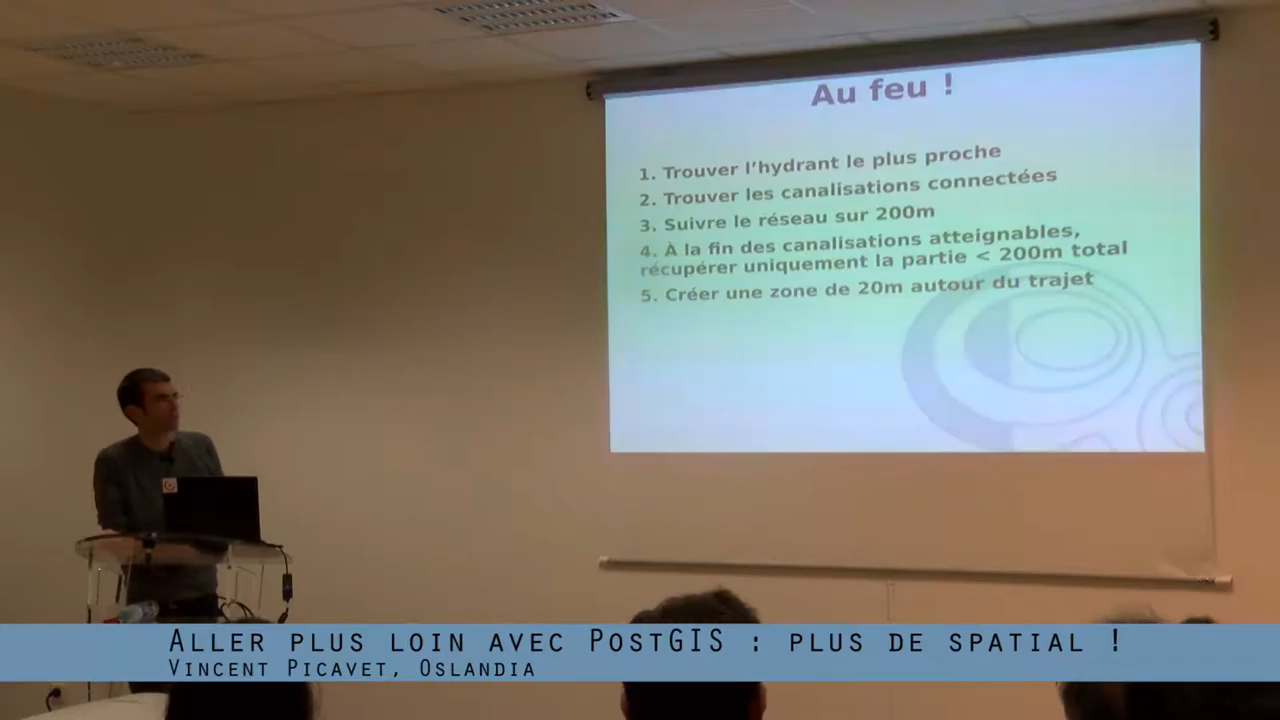 Au feu !
1. Trouver l'hydrant le plus proche
2. Trouver les canalisations connectées
3. Suivre le réseau sur 200m
4. À la fin des canalisations atteignables,
récupérer uniquement la partie < 200m total
5. Créer une zone de 20m autour du trajet
Aller plus loin avec PostGIS : plus de spatial !
Vincent Picavet, Oslandia